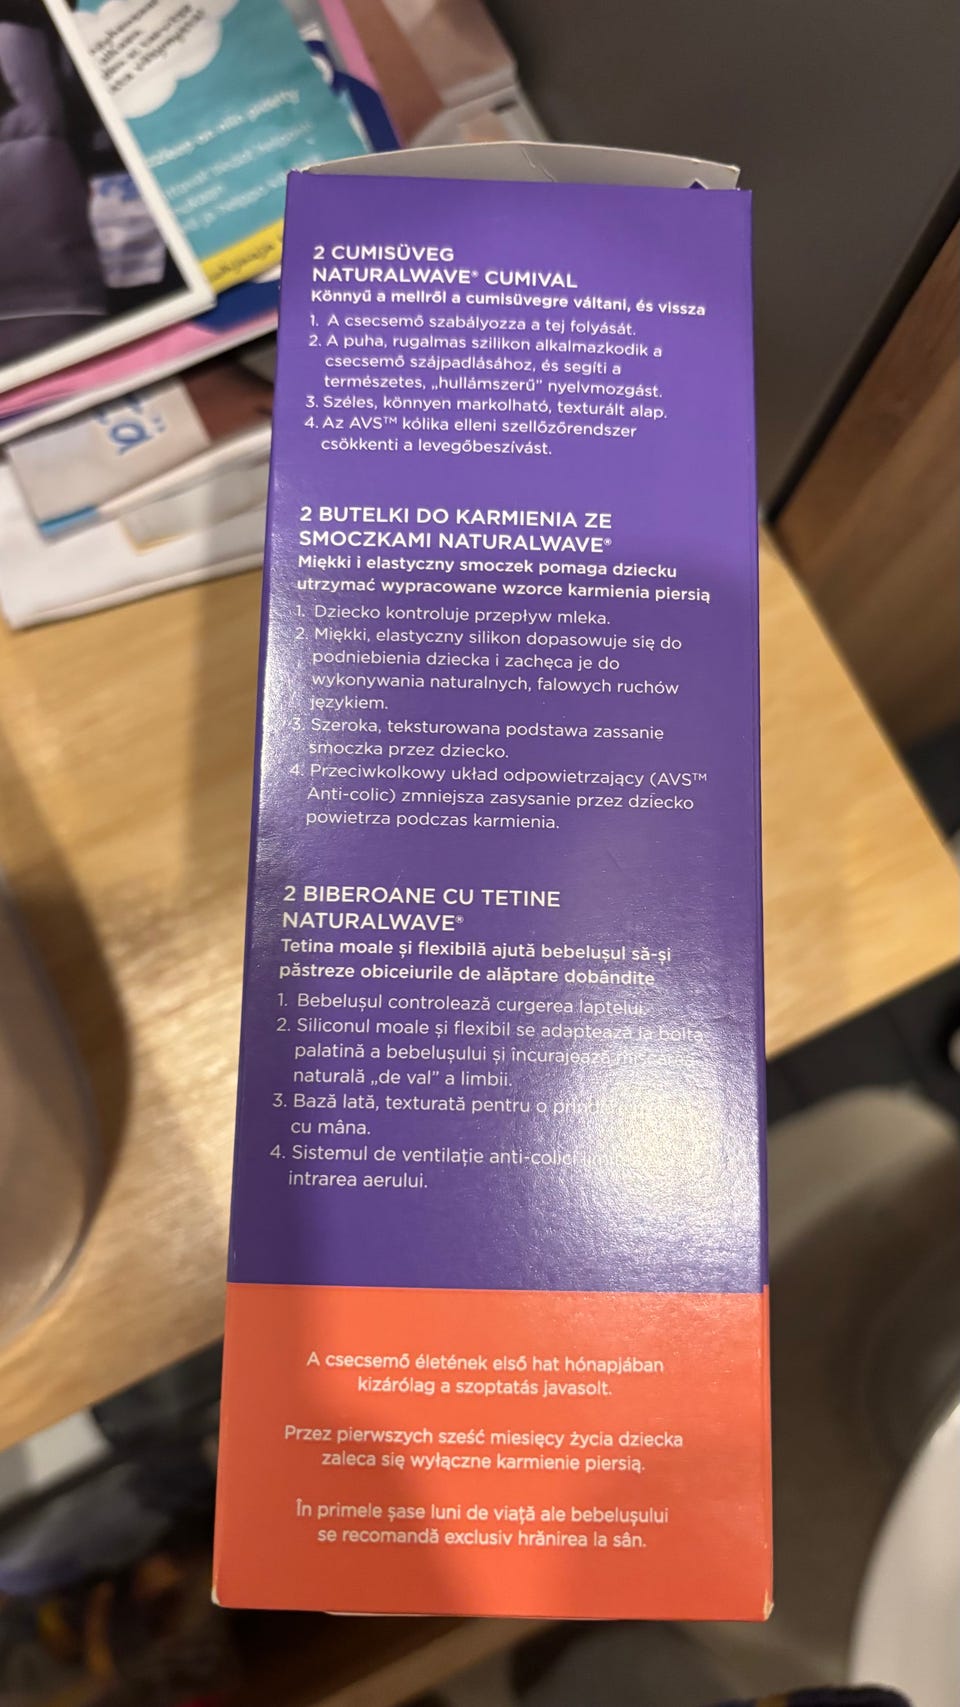 2 CUMISÜVEG
NATURALWAVE® CUMIVAL
Könnyű a mellről a cumisüvegre váltani, és vissza
1. A csecsemő szabályozza a tej folyását.
2. A puha, rugalmas szilikon alkalmazkodik a
csecsemő szájpadlásához, és segíti a
természetes, „hullámszerű” nyelvmozgást.
3. Széles, könnyen markolható, texturált alap.
4. Az AVS™ kólika elleni szellőzőrendszer
csökkenti a levegőbeszívást.
2 BUTELKI DO KARMIENIA ZE
SMOCZKAMI NATURALWAVE®
Miękki i elastyczny smoczek pomaga dziecku
utrzymać wypracowane wzorce karmienia piersią
1. Dziecko kontroluje przepływ mleka.
2. Miękki, elastyczny silikon dopasowuje się do
podniebienia dziecka i zachęca je do
wykonywania naturalnych, falowych ruchów
językiem.
3. Szeroka, teksturowana podstawa zassanie
smoczka przez dziecko.
4. Przeciwkolkowy układ odpowietrzający (AVS™
Anti-colic) zmniejsza zasysanie przez dziecko
powietrza podczas karmienia.
2 BIBEROANE CU TETINE
NATURALWAVE®
Tetina moale și flexibilă ajută bebelușul să-și
păstreze obiceiurile de alăptare dobândite
1. Bebelușul controlează curgerea laptelui.
2. Siliconul moale și flexibil se adaptează la bolta
palatină a bebelușului și încurajează mișcarea
naturală „de val” a limbii.
3. Bază lată, texturată pentru o
cu mâna.
4. Sistemul de ventilație anti-colici
intrarea aerului.
A csecsemő életének első hat hónapjában
kizárólag a szoptatás javasolt.
Przez pierwszych sześć miesięcy życia dziecka
zaleca się wyłączne karmienie piersią.
În primele șase luni de viață ale bebelușului
se recomandă exclusiv hrănirea la sân.